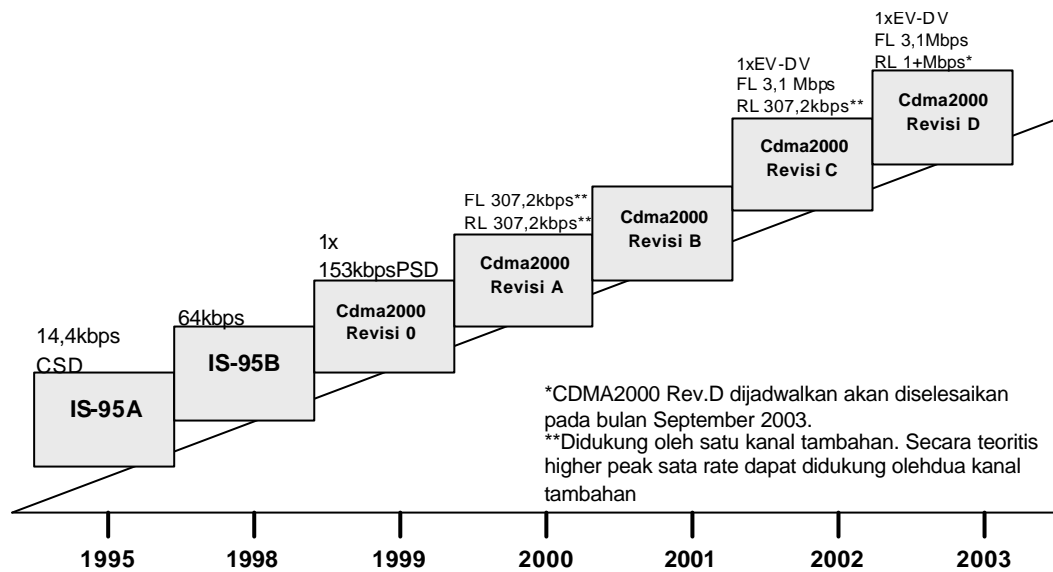 1xEV-DV
FL 3,1Mbps
RL 1+Mbps*
Cdma2000
Revisi D
1xEV-DV
FL 3,1 Mbps
RL 307,2kbps**
Cdma2000
Revisi C
Cdma2000
Revisi B
FL 307,2kbps**
RL 307,2kbps**
Cdma2000
Revisi A
1x
153kbpsPSD
Cdma2000
Revisi 0
64kbps
IS-95B
14,4kbps
CSD
IS-95A
*CDMA2000 Rev.D dijadwalkan akan diselesaikan
pada bulan September 2003.
**Didukung oleh satu kanal tambahan. Secara teoritis
higher peak sata rate dapat didukung olehdua kanal
tambahan
1995 1998 1999 2000 2001 2002 2003